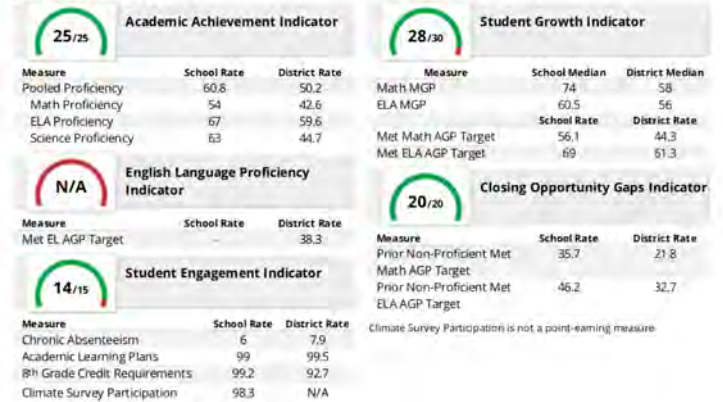 25/25
Academic Achievement Indicator
Measure School Rate District Rate
Pooled Proficiency 60.8 50.2
Math Proficiency 54 42.6
ELA Proficiency 67 59.6
Science Proficiency 63 44.7
N/A
English Language Proficiency
Indicator
Measure School Rate District Rate
Met EL AGP Target - 38.3
14/15
Student Engagement Indicator
Measure School Rate District Rate
Chronic Absenteeism 6 7.9
Academic Learning Plans 99 99.5
8th Grade Credit Requirements 99.2 92.7
Climate Survey Participation 98.3 N/A
28/30
Student Growth Indicator
Measure School Median District Median
Math MGP 74 58
ELA MGP 60.5 56
School Rate District Rate
Met Math AGP Target 56.1 44.3
Met ELA AGP Target 69 61.3
20/20
Closing Opportunity Gaps Indicator
Measure School Rate District Rate
Prior Non-Proficient Met 35.7 21.8
Math AGP Target
Prior Non-Proficient Met 46.2 32.7
ELA AGP Target
Climate Survey Participation is not a point-earning measure